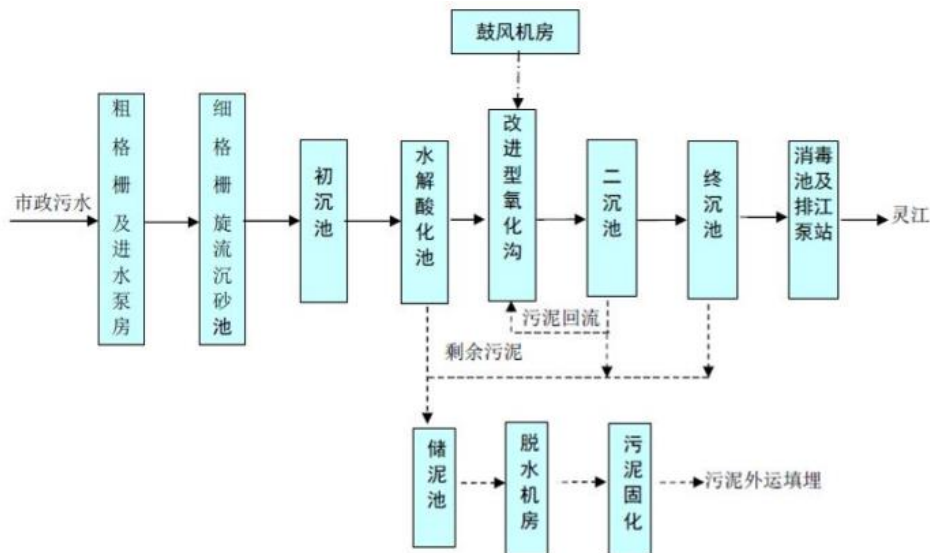 鼓风机房
市政污水
粗格栅及进水泵房
细格栅旋流沉砂池
初沉池
水解酸化池
改进型氧化沟
二沉池
终沉池
消毒池及排江泵站
灵江
污泥回流
剩余污泥
储泥池
脱水机房
污泥固化
污泥外运填埋